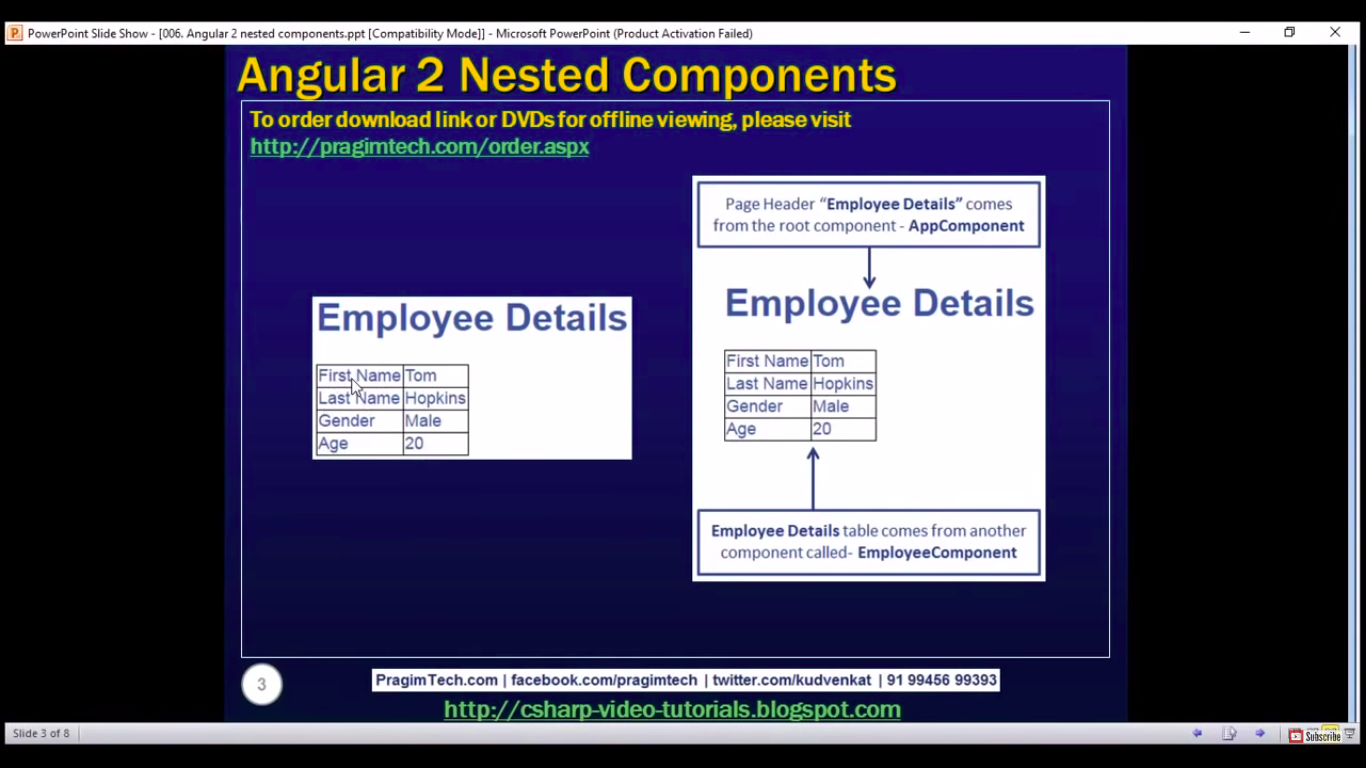 PowerPoint Slide Show - [006. Angular 2 nested components.ppt [Compatibility Mode]] - Microsoft PowerPoint (Product Activation Failed)
Angular 2 Nested Components
To order download link or DVDs for offline viewing, please visit
http://pragimtech.com/order.aspx
Employee Details
First Name Tom
Last Name Hopkins
Gender Male
Age 20
Page Header “Employee Details” comes
from the root component - AppComponent
Employee Details
First Name Tom
Last Name Hopkins
Gender Male
Age 20
Employee Details table comes from another
component called- EmployeeComponent
3
PragimTech.com | facebook.com/pragimtech | twitter.com/kudvenkat | 91 99456 99393
http://csharp-video-tutorials.blogspot.com
Slide 3 of 8
Subscribe